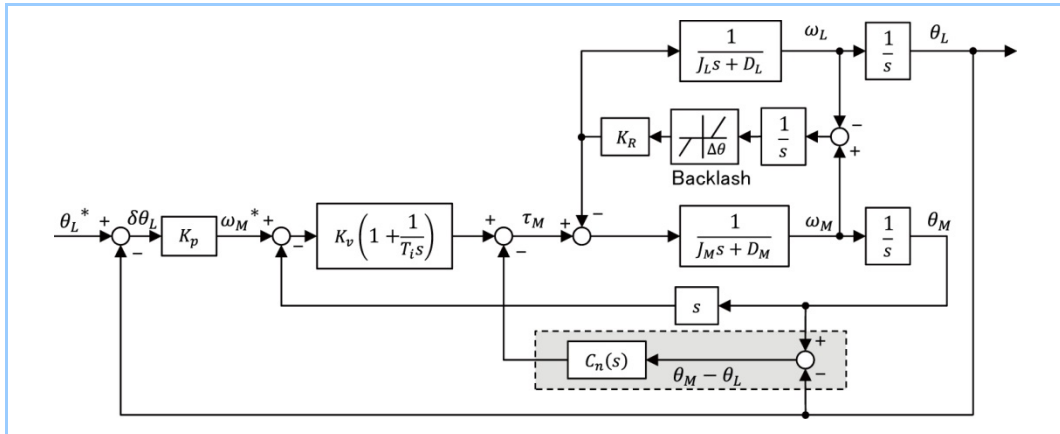 ω_L
θ_L
1
J_L s + D_L
1
s
K_R
Δθ
1
s
−
+
Backlash
θ_L*
+
δθ_L
K_p
ω_M*
+
K_v(1 + 1/(T_i s))
+
τ_M
+
−
1
J_M s + D_M
ω_M
1
s
θ_M
−
−
−
s
+
C_n(s)
θ_M − θ_L
−